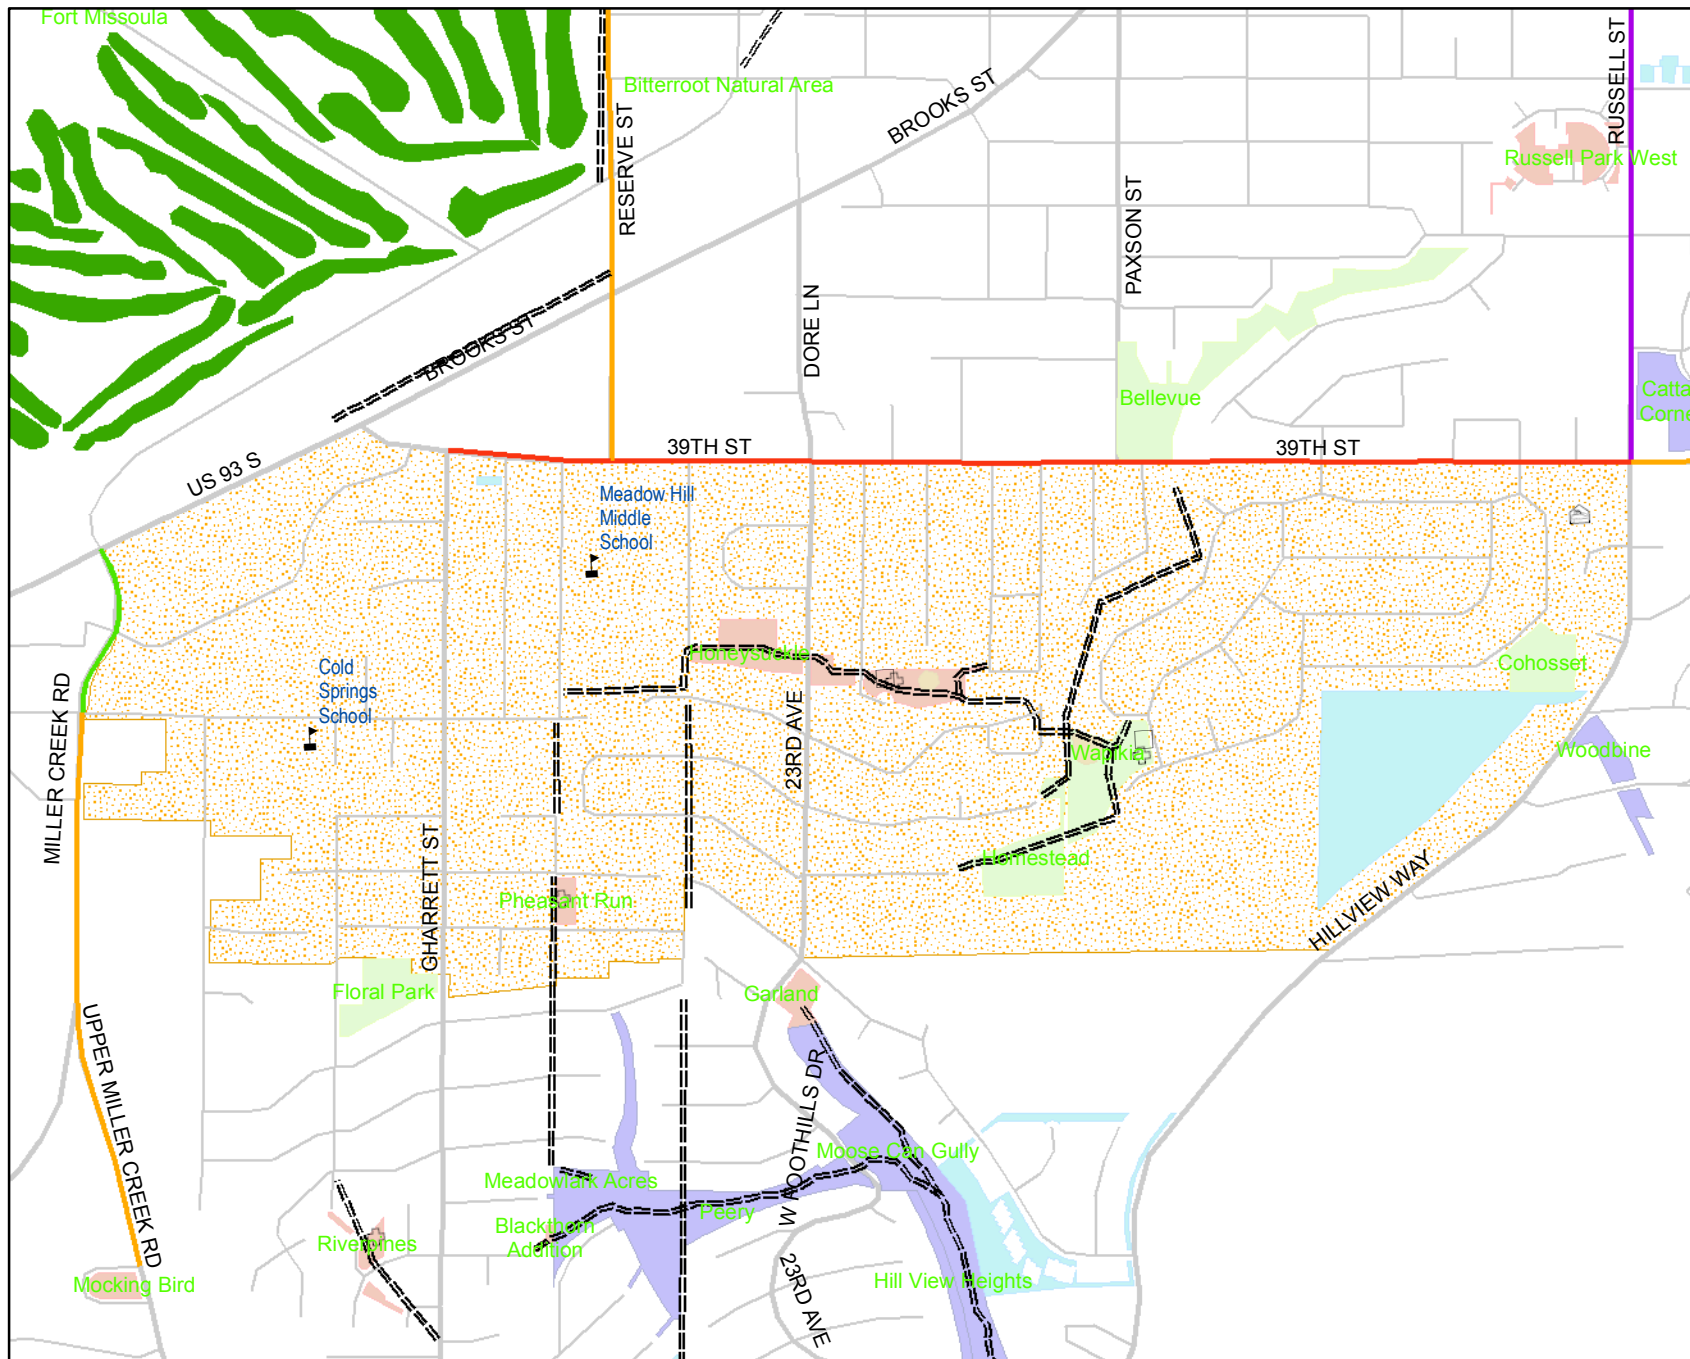 Fort Missoula
Bitterroot Natural Area
BROOKS ST
RUSSELL ST
RESERVE ST
Russell Park West
PAXSON ST
DORE LN
BROOKS ST
Bellevue
Catta
Corne
39TH ST
39TH ST
US 93 S
Meadow Hill
Middle
School
Honeysuckle
Cold
Springs
School
Cohosset
MILLER CREEK RD
23RD AVE
Wapikia
Woodbine
GHARRETT ST
Homestead
Pheasant Run
HILLVIEW WAY
Floral Park
Garland
UPPER MILLER CREEK RD
W FOOTHILLS DR
Moose Can Gully
Meadowlark Acres
Peery
Blackthorn
Addition
Riverpines
Mocking Bird
Hill View Heights
23RD AVE